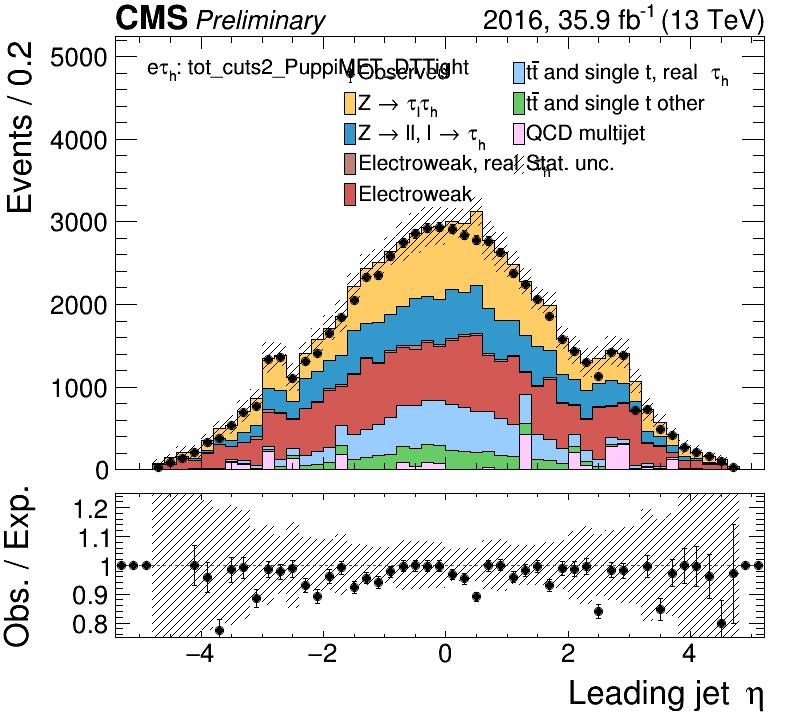 CMS Preliminary 2016, 35.9 fb⁻¹ (13 TeV)
Events / 0.2
5000
4000
3000
2000
1000
0
eτh: tot_cuts2_PuppiMET_DTTight
Observed
Z → τlτh
Z → ll, l → τh
Electroweak, real τh
Electroweak
tt̄ and single t, real τh
tt̄ and single t other
QCD multijet
Stat. unc.
Obs. / Exp.
1.2
1.1
1
0.9
0.8
−4 −2 0 2 4
Leading jet η